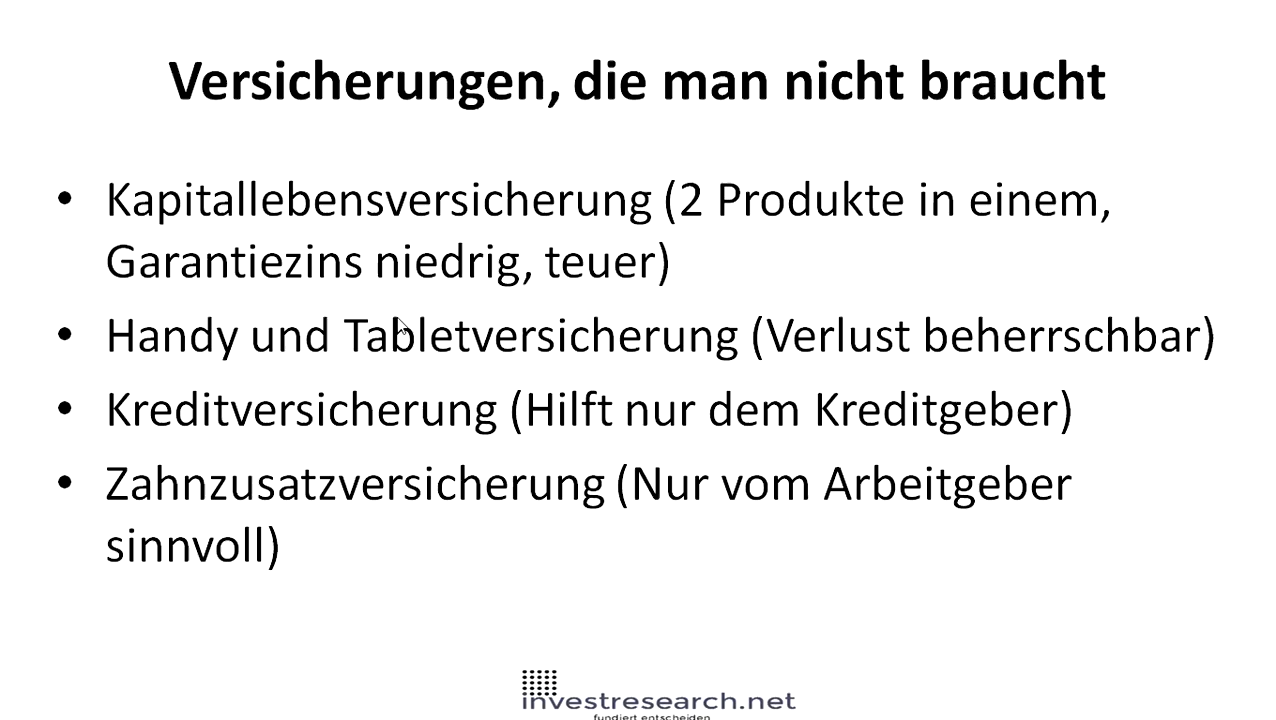 Versicherungen, die man nicht braucht
• Kapitallebensversicherung (2 Produkte in einem,
Garantiezins niedrig, teuer)
• Handy und Tabletversicherung (Verlust beherrschbar)
• Kreditversicherung (Hilft nur dem Kreditgeber)
• Zahnzusatzversicherung (Nur vom Arbeitgeber
sinnvoll)
investresearch.net
fundiert entscheiden